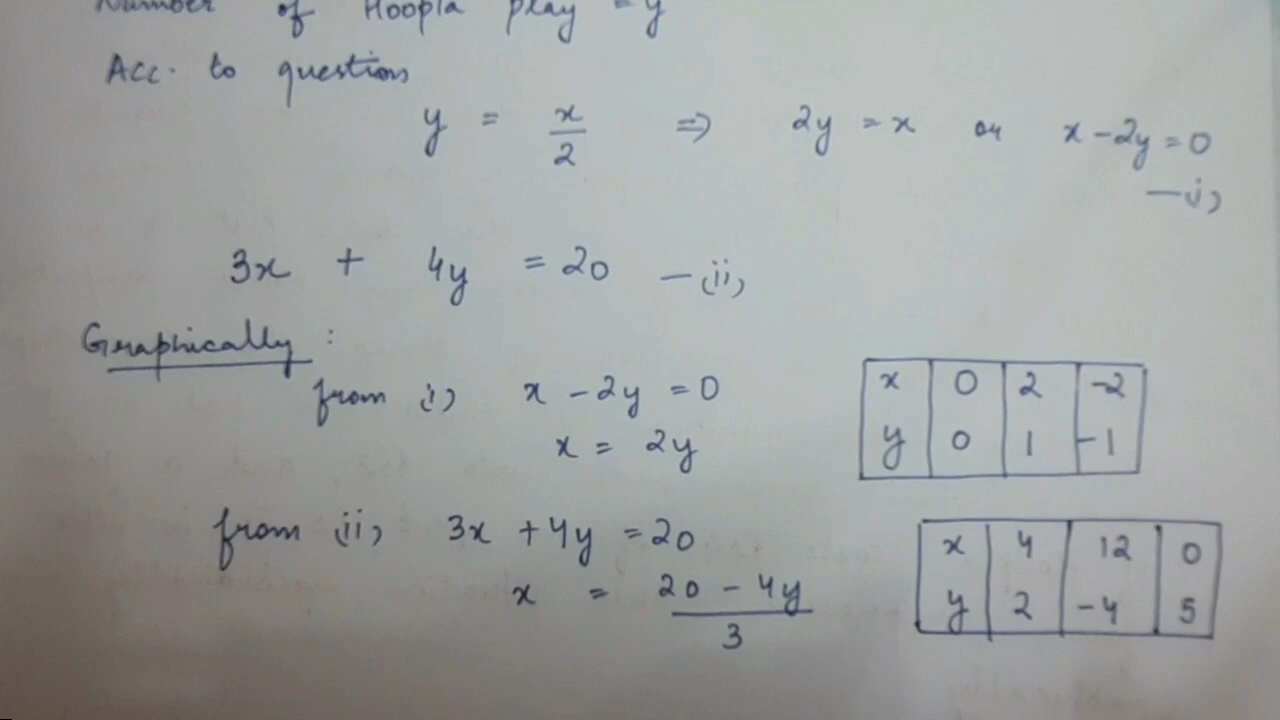 Number of Hoopla play = y
Acc. to question
y = x/2 ⇒ 2y = x or x - 2y = 0
—(i)
3x + 4y = 20 —(ii)
Graphically :
from (i) x - 2y = 0
x = 2y
x 0 2 -2
y 0 1 -1
from (ii) 3x + 4y = 20
x = (20 - 4y)/3
x 4 12 0
y 2 -4 5